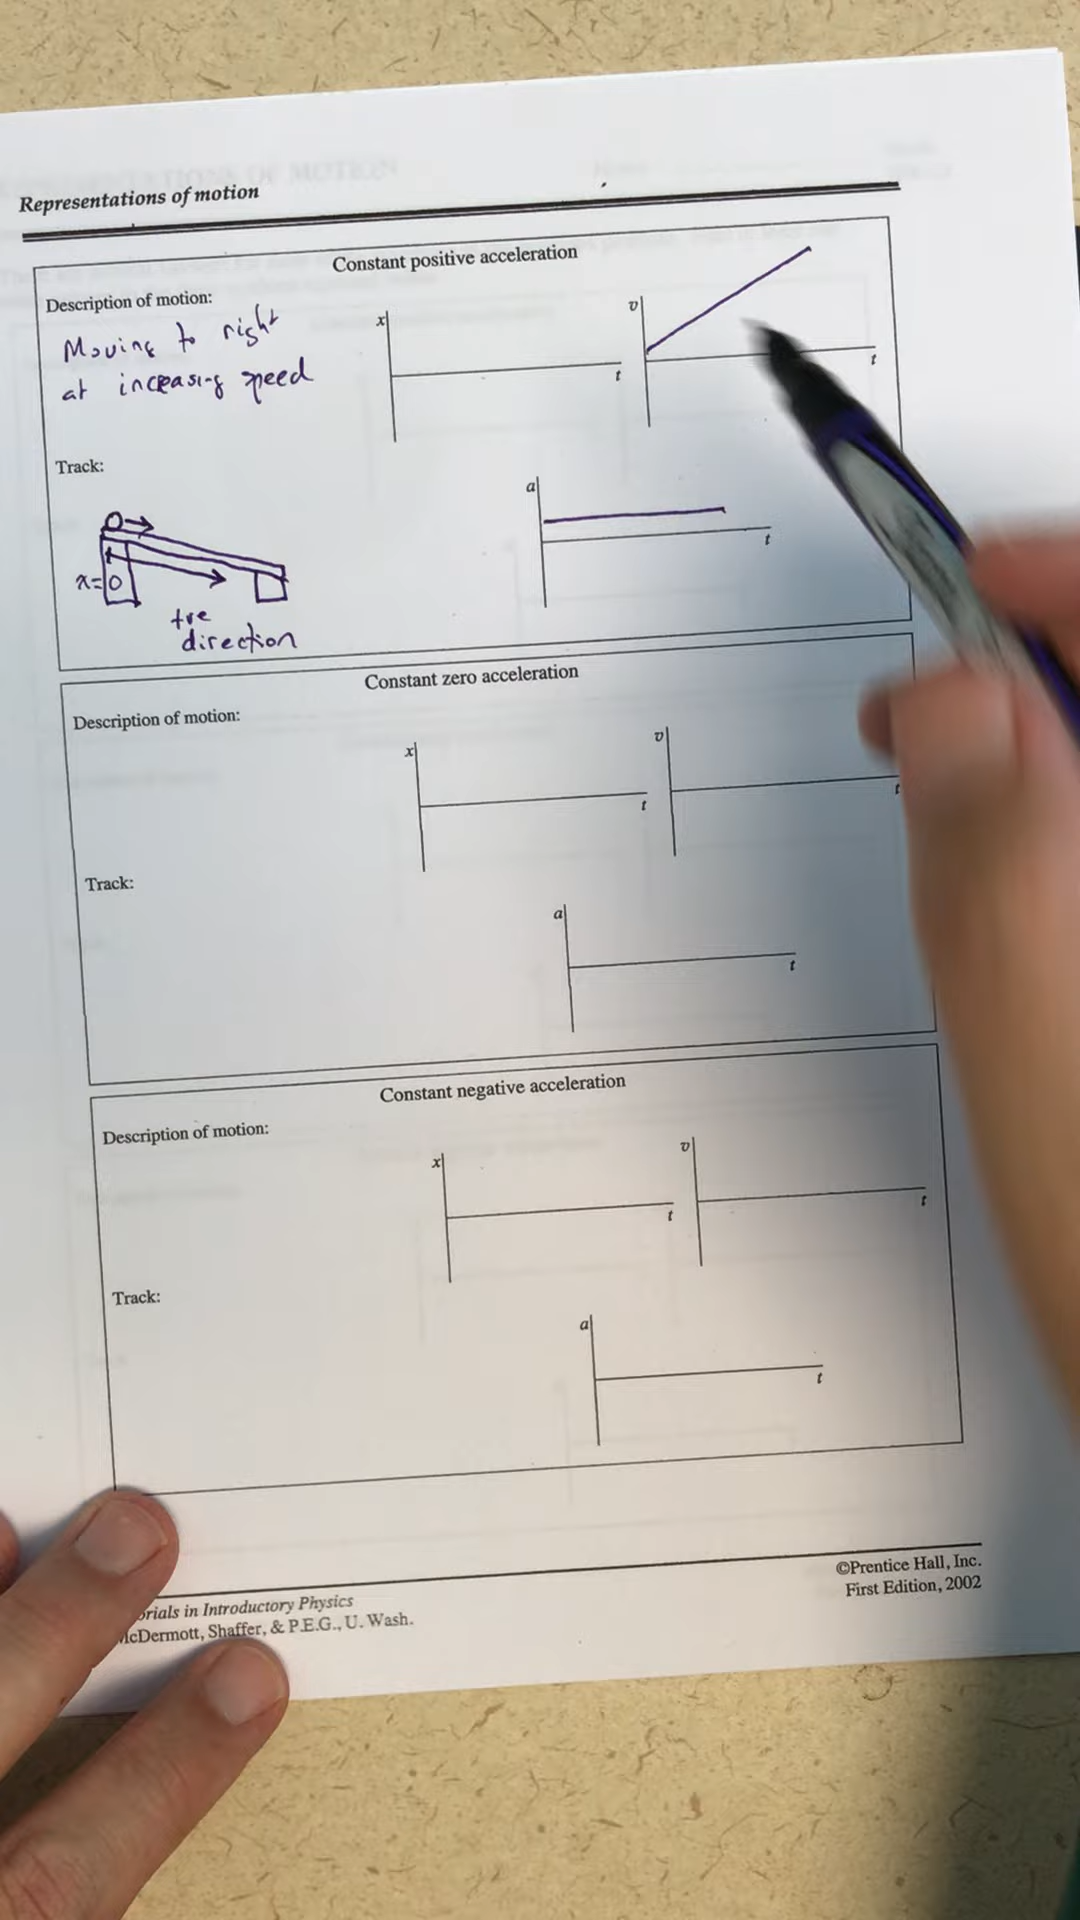 Representations of motion
Constant positive acceleration
Description of motion:
Moving to right
at increasing speed
x
t
v
t
Track:
a
t
x=0
+ve
direction
Constant zero acceleration
Description of motion:
x
t
v
t
Track:
a
t
Constant negative acceleration
Description of motion:
x
t
v
t
Track:
a
t
©Prentice Hall, Inc.
First Edition, 2002
orials in Introductory Physics
McDermott, Shaffer, & P.E.G., U. Wash.